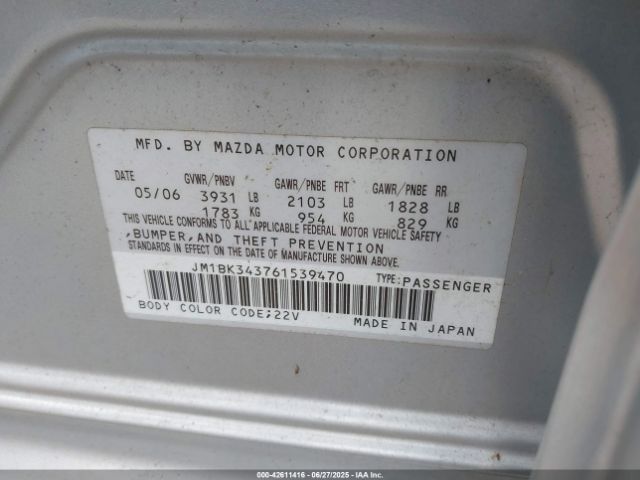 MFD. BY MAZDA MOTOR CORPORATION
DATE GVWR/PNBV GAWR/PNBE FRT GAWR/PNBE RR
05/06 3931 LB 2103 LB 1828 LB
1783 KG 954 KG 829 KG
THIS VEHICLE CONFORMS TO ALL APPLICABLE FEDERAL MOTOR VEHICLE SAFETY
,BUMPER,AND THEFT PREVENTION
STANDARDS IN EFFECT ON THE DATE OF MANUFACTURE SHOWN ABOVE.
JM1BK343761539470 TYPE:PASSENGER
BODY COLOR CODE;22V MADE IN JAPAN
000-42611416 - 06/27/2025 - www.IAAI.com